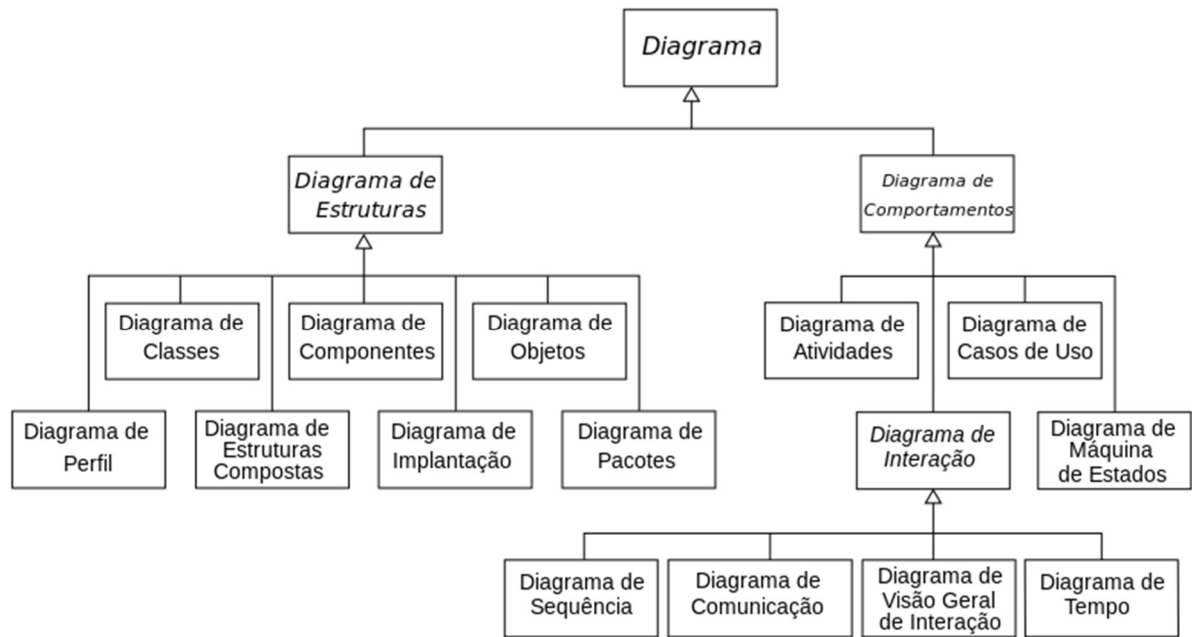 Diagrama
Diagrama de
Estruturas
Diagrama de
Comportamentos
Diagrama de
Classes
Diagrama de
Componentes
Diagrama de
Objetos
Diagrama de
Atividades
Diagrama de
Casos de Uso
Diagrama de
Perfil
Diagrama de
Estruturas
Compostas
Diagrama de
Implantação
Diagrama de
Pacotes
Diagrama de
Interação
Diagrama de
Máquina
de Estados
Diagrama de
Sequência
Diagrama de
Comunicação
Diagrama de
Visão Geral
de Interação
Diagrama de
Tempo